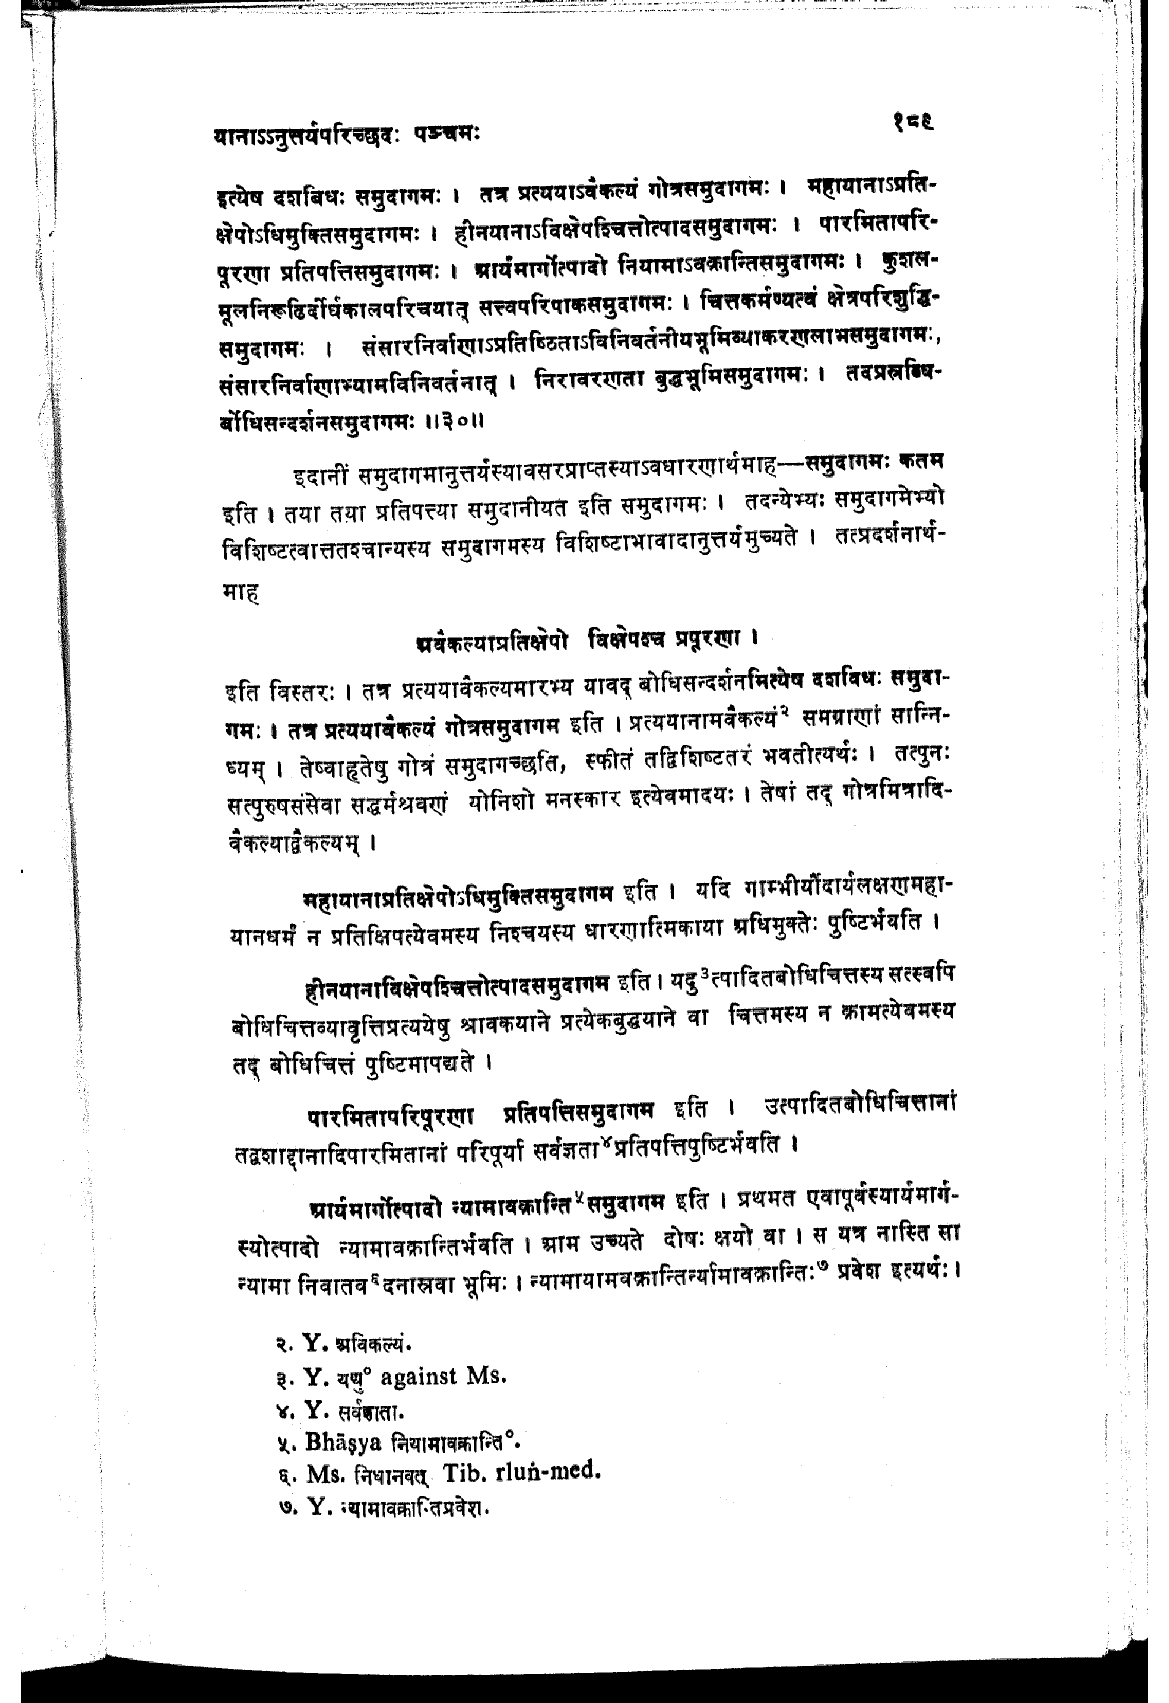 यानाऽऽनुत्तर्यपरिच्छेदः पञ्चमः
१८९
इत्येष दशविधः समुदागमः । तत्र प्रत्ययाऽवैकल्यं गोत्रसमुदागमः । महायानाऽप्रति-
क्षेपोऽधिमुक्तिसमुदागमः । हीनयानाऽविक्षेपश्चित्तोत्पादसमुदागमः । पारमितापरि-
पूरणा प्रतिपत्तिसमुदागमः । आर्यमार्गोत्पादो नियामाऽवक्रान्तिसमुदागमः । कुशल-
मूलनिरूढिर्दीर्घकालपरिचयात् सत्त्वपरिपाकसमुदागमः । चित्तकर्मण्यत्वं क्षेत्रपरिशुद्धि-
समुदागमः । संसारनिर्वाणाऽप्रतिष्ठिताऽविनिवर्तनीयभूमिव्याकरणलाभसमुदागमः,
संसारनिर्वाणाभ्यामविनिवर्तनात् । निरावरणता बुद्धभूमिसमुदागमः । तदप्रस्रब्धि-
र्बोधिसन्दर्शनसमुदागमः ॥३०॥
इदानीं समुदागमानुत्तर्यस्यावसरप्राप्तस्याऽवधारणार्थमाह—समुदागमः कतम
इति । तया तया प्रतिपत्त्या समुदानीयत इति समुदागमः । तदन्येभ्यः समुदागमेभ्यो
विशिष्टत्वात्ततश्चान्यस्य समुदागमस्य विशिष्टाभावादानुत्तर्यमुच्यते । तत्प्रदर्शनार्थ-
माह
अवैकल्याप्रतिक्षेपो विक्षेपश्च प्रपूरणा ।
इति विस्तरः । तत्र प्रत्ययावैकल्यमारभ्य यावद् बोधिसन्दर्शनमित्येष दशविधः समुदा-
गमः । तत्र प्रत्ययावैकल्यं गोत्रसमुदागम इति । प्रत्ययानामवैकल्यं२ समग्राणां सान्नि-
ध्यम् । तेष्वाहृतेषु गोत्रं समुदागच्छति, स्फीतं तद्विशिष्टतरं भवतीत्यर्थः । तत्पुनः
सत्पुरुषसंसेवा सद्धर्मश्रवणं योनिशो मनस्कार इत्येवमादयः । तेषां तद् गोत्रमित्रादि-
वैकल्याद्वैकल्यम् ।
महायानाप्रतिक्षेपोऽधिमुक्तिसमुदागम इति । यदि गाम्भीर्यौदार्यलक्षणमहा-
यानधर्मं न प्रतिक्षिपत्येवमस्य निश्चयस्य धारणात्मिकाया अधिमुक्तेः पुष्टिर्भवति ।
हीनयानाविक्षेपश्चित्तोत्पादसमुदागम इति । यदु३त्पादितबोधिचित्तस्य सत्स्वपि
बोधिचित्तव्यावृत्तिप्रत्ययेषु श्रावकयाने प्रत्येकबुद्धयाने वा चित्तमस्य न क्रामत्येवमस्य
तद् बोधिचित्तं पुष्टिमापद्यते ।
पारमितापरिपूरणा प्रतिपत्तिसमुदागम इति । उत्पादितबोधिचित्तानां
तद्वशाद्दानादिपारमितानां परिपूर्या सर्वज्ञता४प्रतिपत्तिपुष्टिर्भवति ।
आर्यमार्गोत्पादो न्यामावक्रान्ति५समुदागम इति । प्रथमत एवापूर्वस्यार्यमार्ग-
स्योत्पादो न्यामावक्रान्तिर्भवति । आम उच्यते दोषः क्षयो वा । स यत्र नास्ति सा
न्यामा निवातव६दनास्रवा भूमिः । न्यामायामवक्रान्तिर्न्यामावक्रान्तिः७ प्रवेश इत्यर्थः ।
२. Y. अविकल्यं.
३. Y. यद्यु° against Ms.
४. Y. सर्वज्ञाता.
५. Bhāṣya नियामावक्रान्ति°.
६. Ms. निधानवत् Tib. rluṅ-med.
७. Y. न्यामावक्रान्तिप्रवेश.